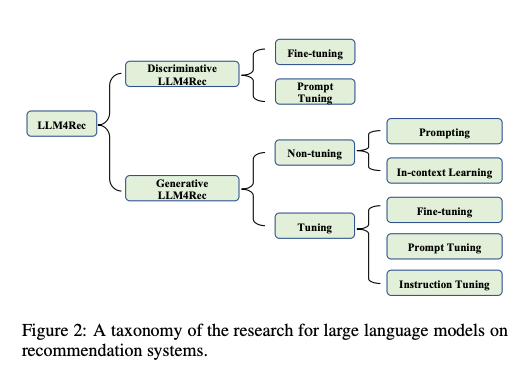 LLM4Rec
Discriminative
LLM4Rec
Fine-tuning
Prompt
Tuning
Generative
LLM4Rec
Non-tuning
Prompting
In-context Learning
Tuning
Fine-tuning
Prompt Tuning
Instruction Tuning
Figure 2: A taxonomy of the research for large language models on
recommendation systems.